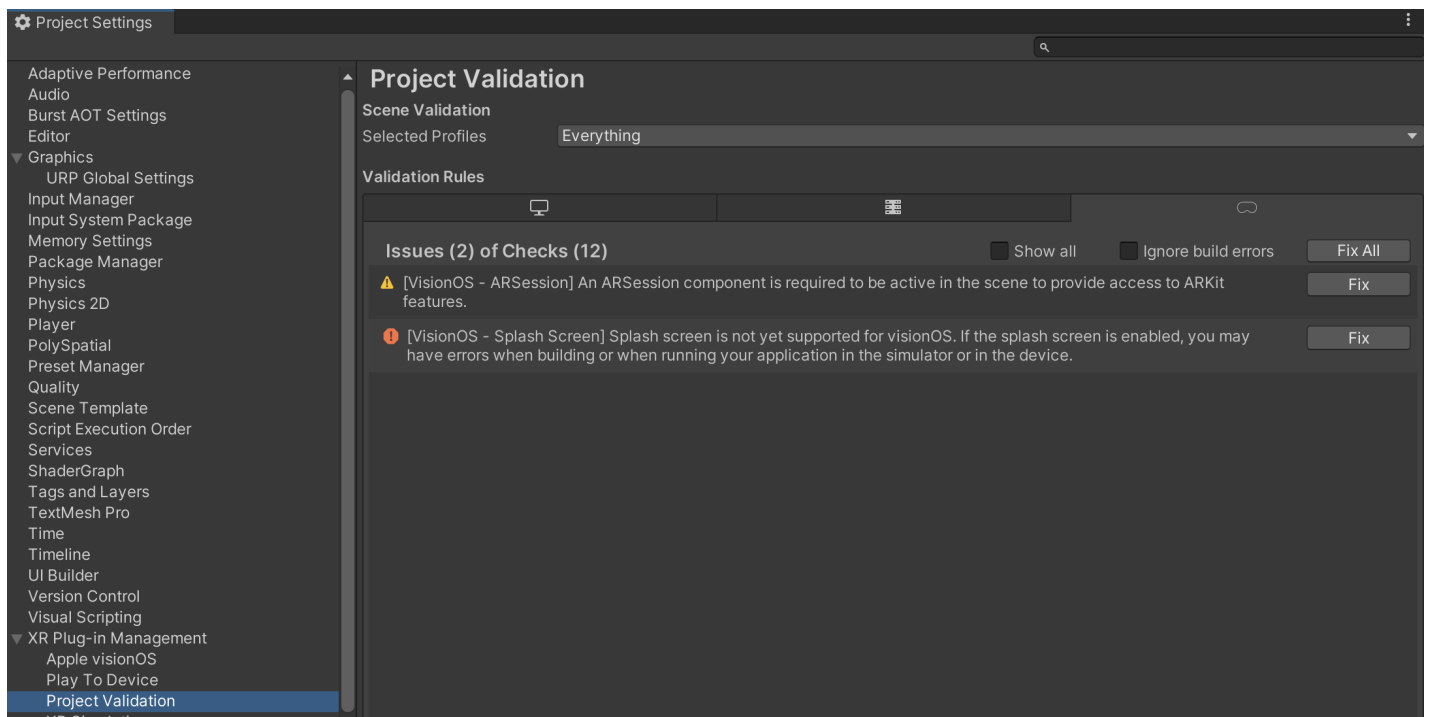 Project Settings
Adaptive Performance
Audio
Burst AOT Settings
Editor
Graphics
URP Global Settings
Input Manager
Input System Package
Memory Settings
Package Manager
Physics
Physics 2D
Player
PolySpatial
Preset Manager
Quality
Scene Template
Script Execution Order
Services
ShaderGraph
Tags and Layers
TextMesh Pro
Time
Timeline
UI Builder
Version Control
Visual Scripting
XR Plug-in Management
Apple visionOS
Play To Device
Project Validation
Project Validation
Scene Validation
Selected Profiles Everything
Validation Rules
Issues (2) of Checks (12) Show all Ignore build errors Fix All
[VisionOS - ARSession] An ARSession component is required to be active in the scene to provide access to ARKit
features.
Fix
[VisionOS - Splash Screen] Splash screen is not yet supported for visionOS. If the splash screen is enabled, you may
have errors when building or when running your application in the simulator or in the device.
Fix